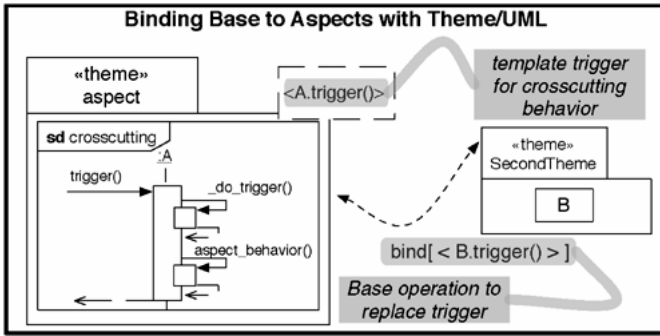 Binding Base to Aspects with Theme/UML
«theme»
aspect
<A.trigger()>
template trigger
for crosscutting
behavior
sd crosscutting
:A
trigger()
_do_trigger()
aspect_behavior()
«theme»
SecondTheme
B
bind[ < B.trigger() > ]
Base operation to
replace trigger